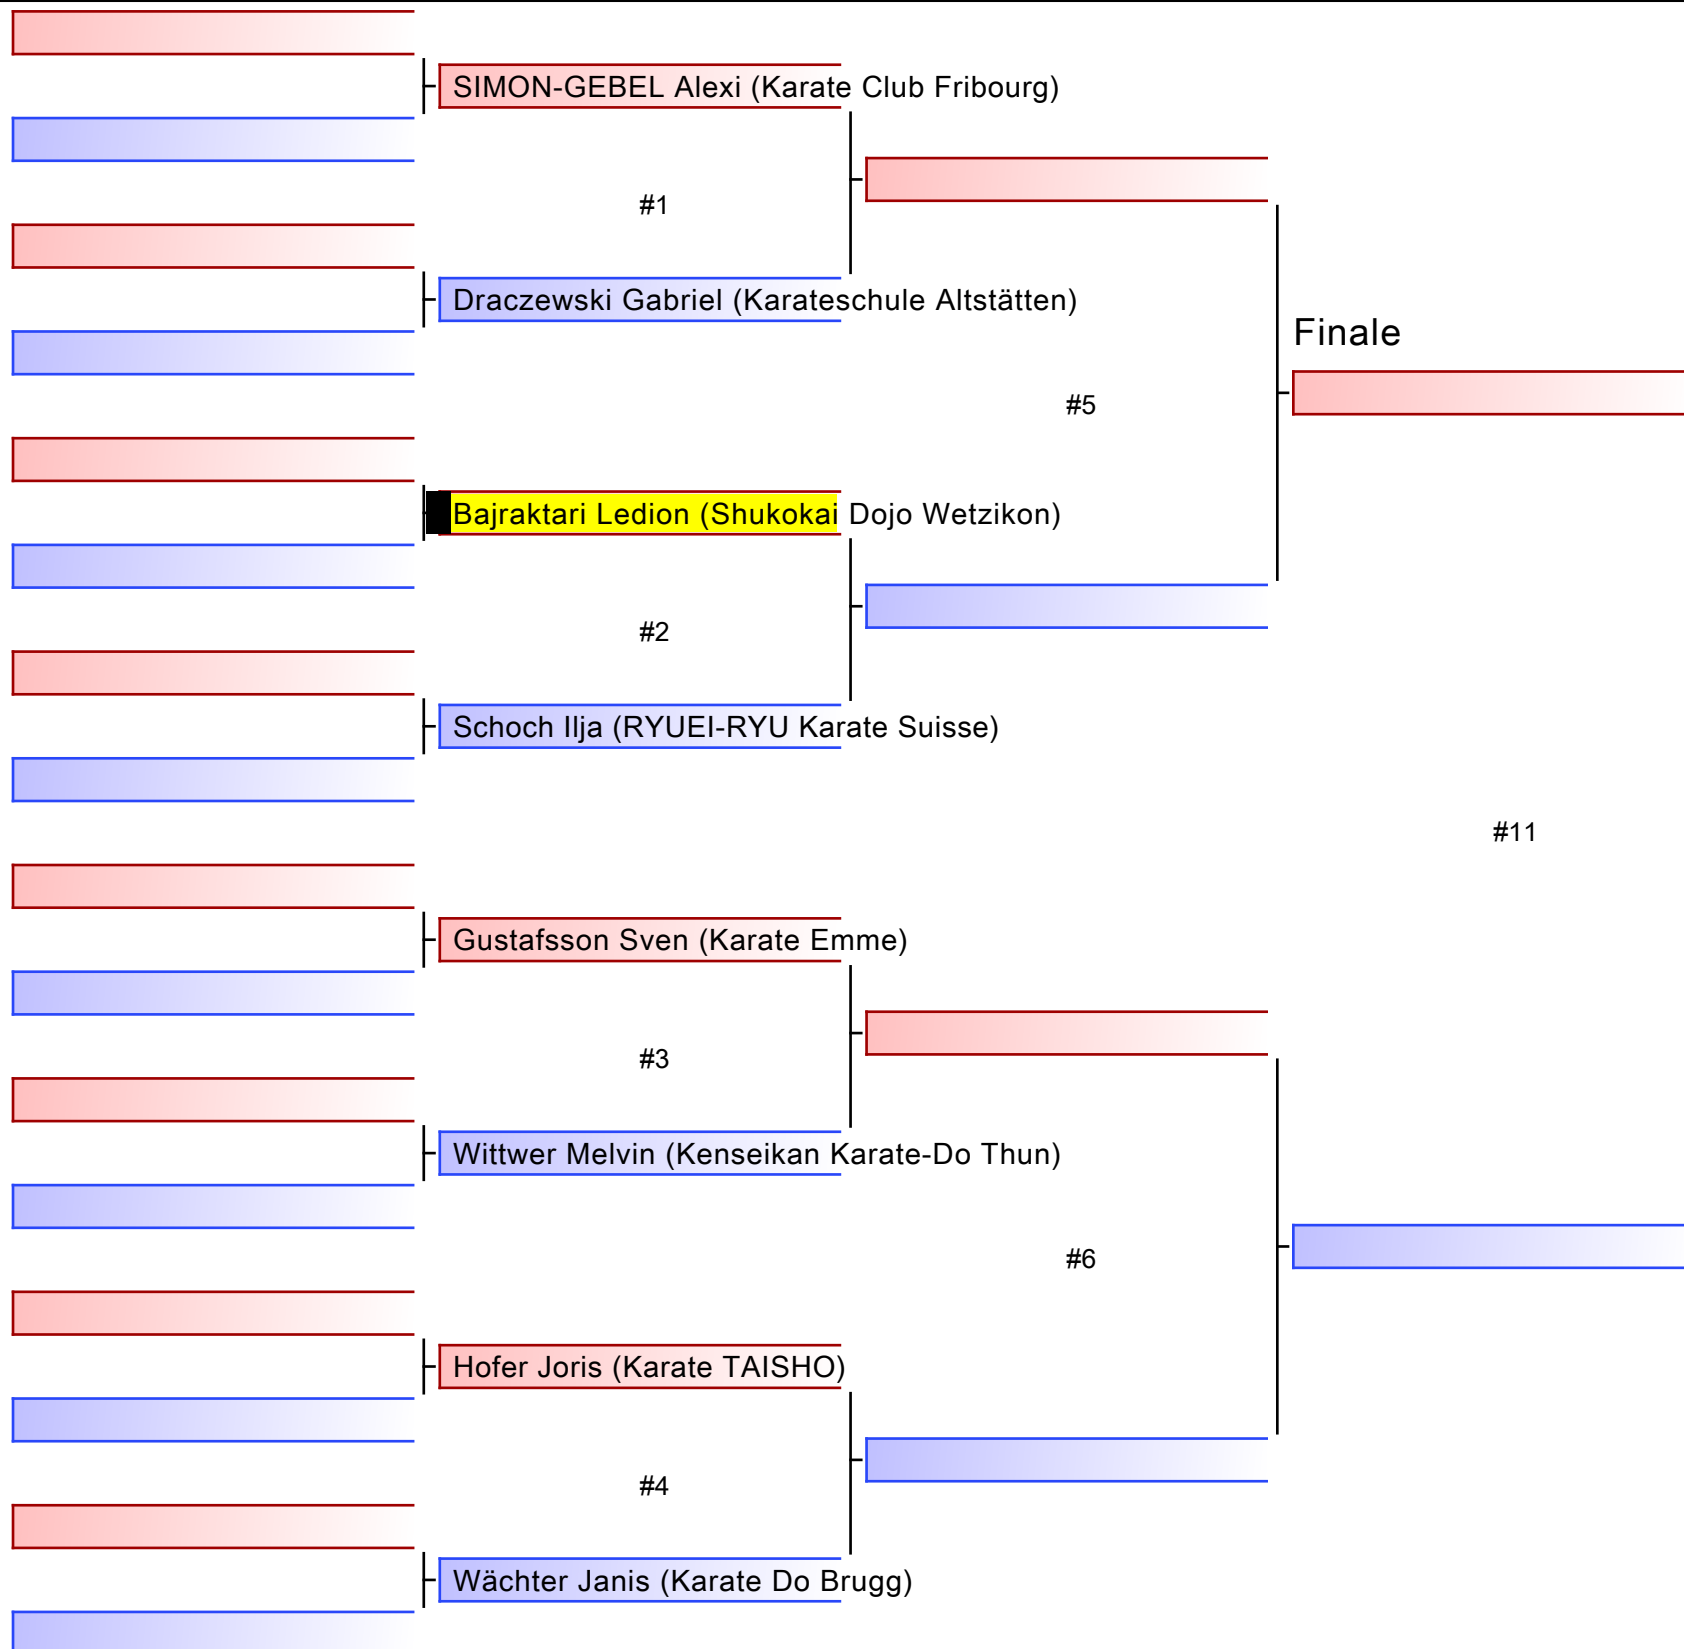 SIMON-GEBEL Alexi (Karate Club Fribourg)
#1
Draczewski Gabriel (Karateschule Altstätten)
Finale
#5
Bajraktari Ledion (Shukokai Dojo Wetzikon)
#2
Schoch Ilja (RYUEI-RYU Karate Suisse)
#11
Gustafsson Sven (Karate Emme)
#3
Wittwer Melvin (Kenseikan Karate-Do Thun)
#6
Hofer Joris (Karate TAISHO)
#4
Wächter Janis (Karate Do Brugg)